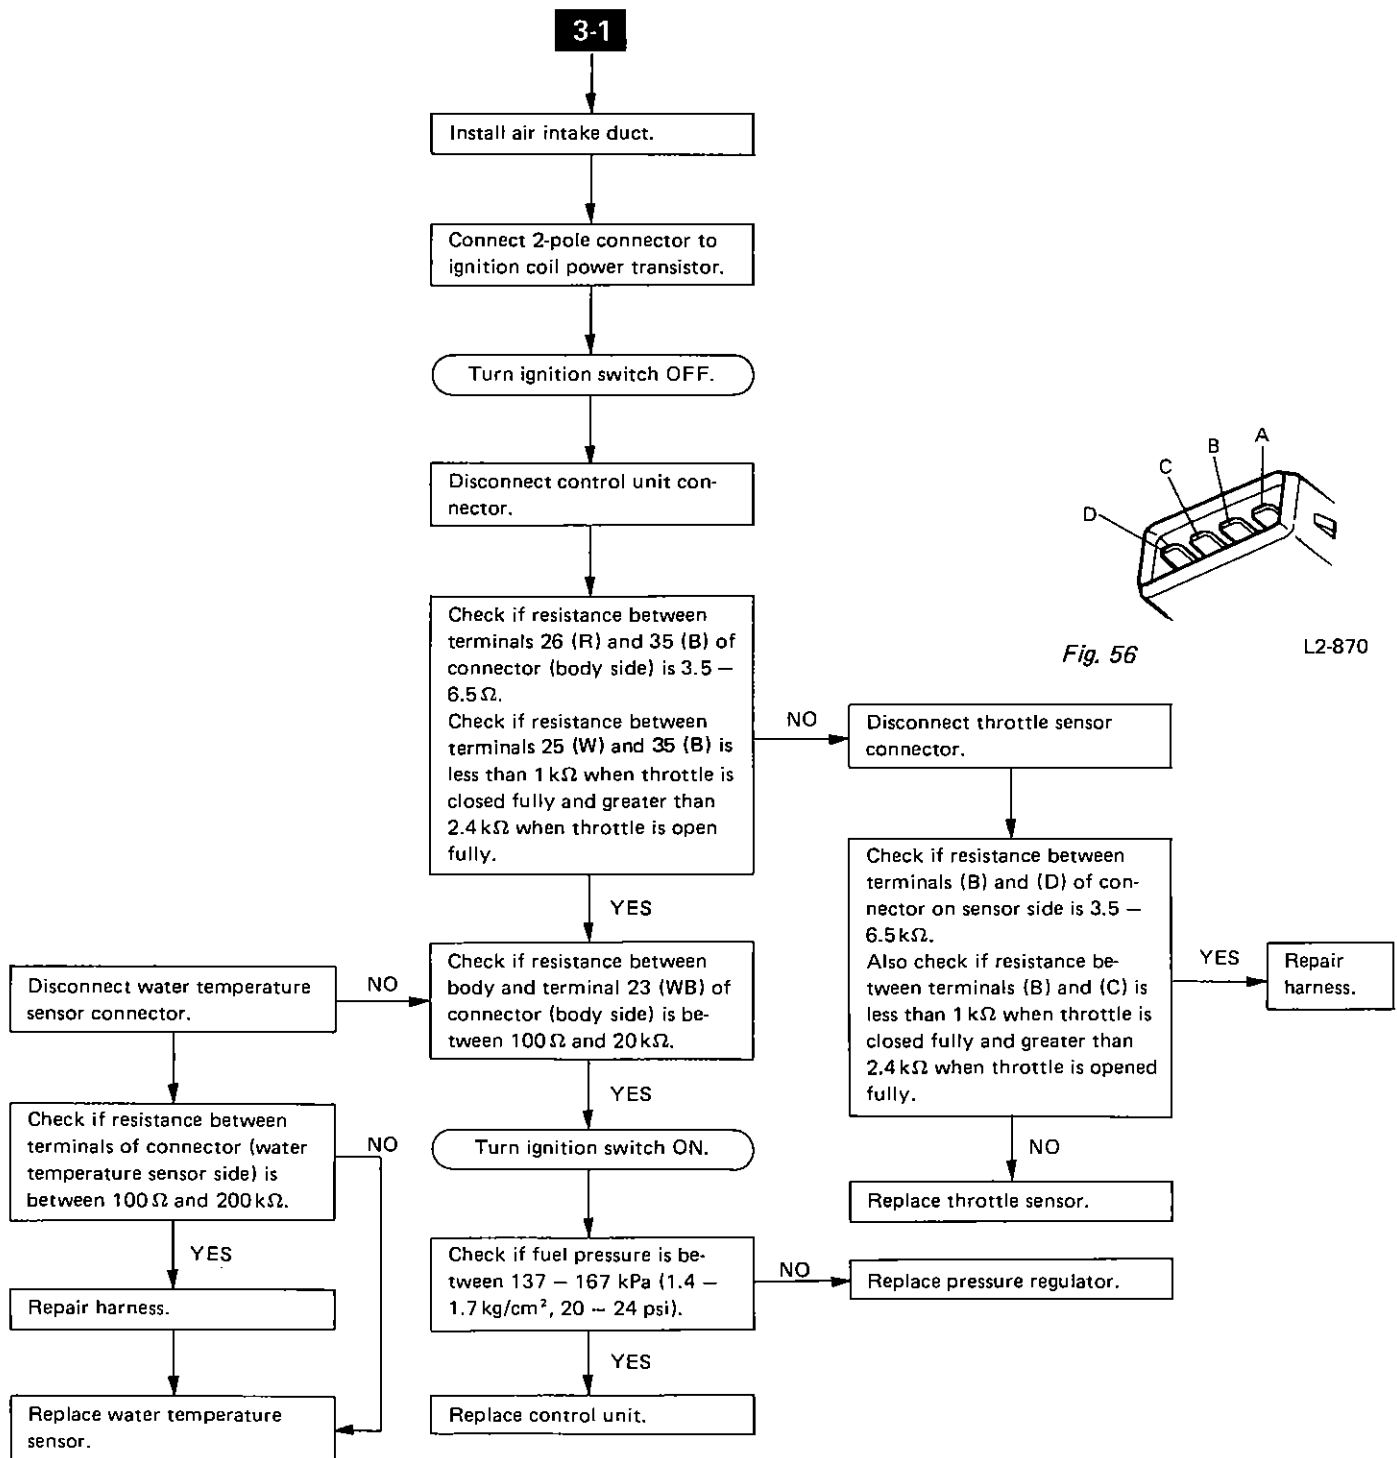 3-1
Install air intake duct.
Connect 2-pole connector to
ignition coil power transistor.
Turn ignition switch OFF.
Disconnect control unit con-
nector.
A
B
C
D
Fig. 56
L2-870
Check if resistance between
terminals 26 (R) and 35 (B) of
connector (body side) is 3.5 –
6.5 Ω.
Check if resistance between
terminals 25 (W) and 35 (B) is
less than 1 kΩ when throttle is
closed fully and greater than
2.4 kΩ when throttle is open
fully.
NO
Disconnect throttle sensor
connector.
YES
Check if resistance between
terminals (B) and (D) of con-
nector on sensor side is 3.5 –
6.5 kΩ.
Also check if resistance be-
tween terminals (B) and (C) is
less than 1 kΩ when throttle is
closed fully and greater than
2.4 kΩ when throttle is opened
fully.
YES
Repair
harness.
NO
Replace throttle sensor.
Check if resistance between
body and terminal 23 (WB) of
connector (body side) is be-
tween 100 Ω and 20 kΩ.
NO
Disconnect water temperature
sensor connector.
Check if resistance between
terminals of connector (water
temperature sensor side) is
between 100 Ω and 200 kΩ.
NO
YES
Repair harness.
Replace water temperature
sensor.
YES
Turn ignition switch ON.
Check if fuel pressure is be-
tween 137 – 167 kPa (1.4 –
1.7 kg/cm², 20 – 24 psi).
NO
Replace pressure regulator.
YES
Replace control unit.